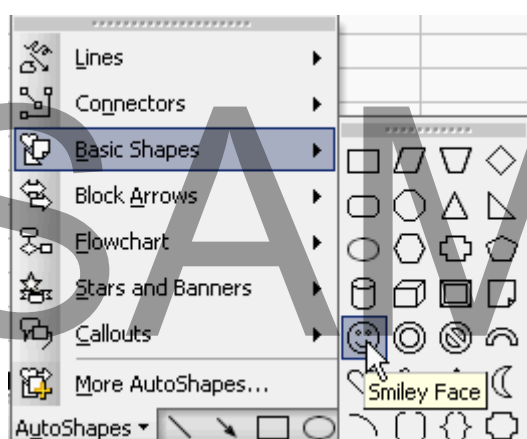 Lines
Connectors
Basic Shapes
Block Arrows
Flowchart
Stars and Banners
Callouts
More AutoShapes...
AutoShapes
Smiley Face
SAM